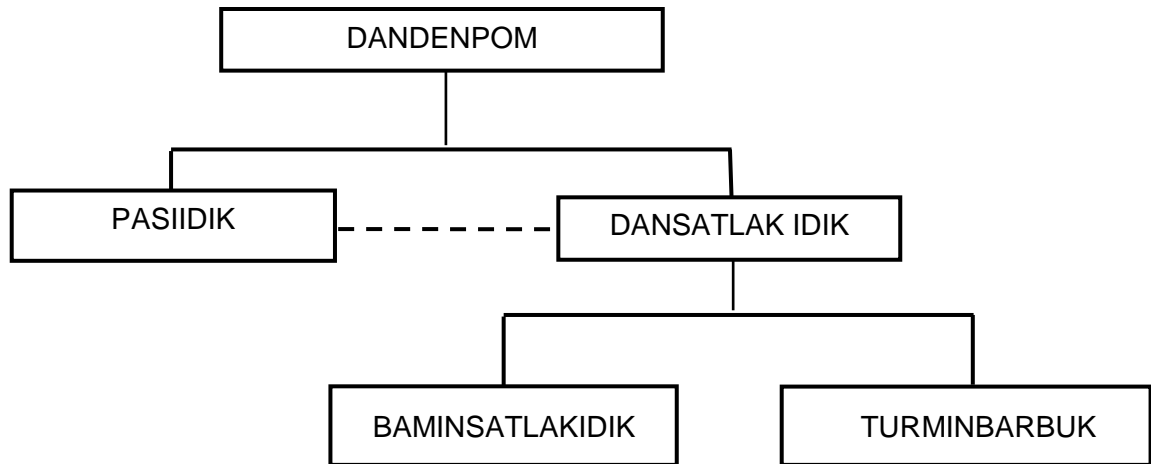 DANDENPOM
PASIIDIK
DANSATLAK IDIK
BAMINSATLAKIDIK
TURMINBARBUK